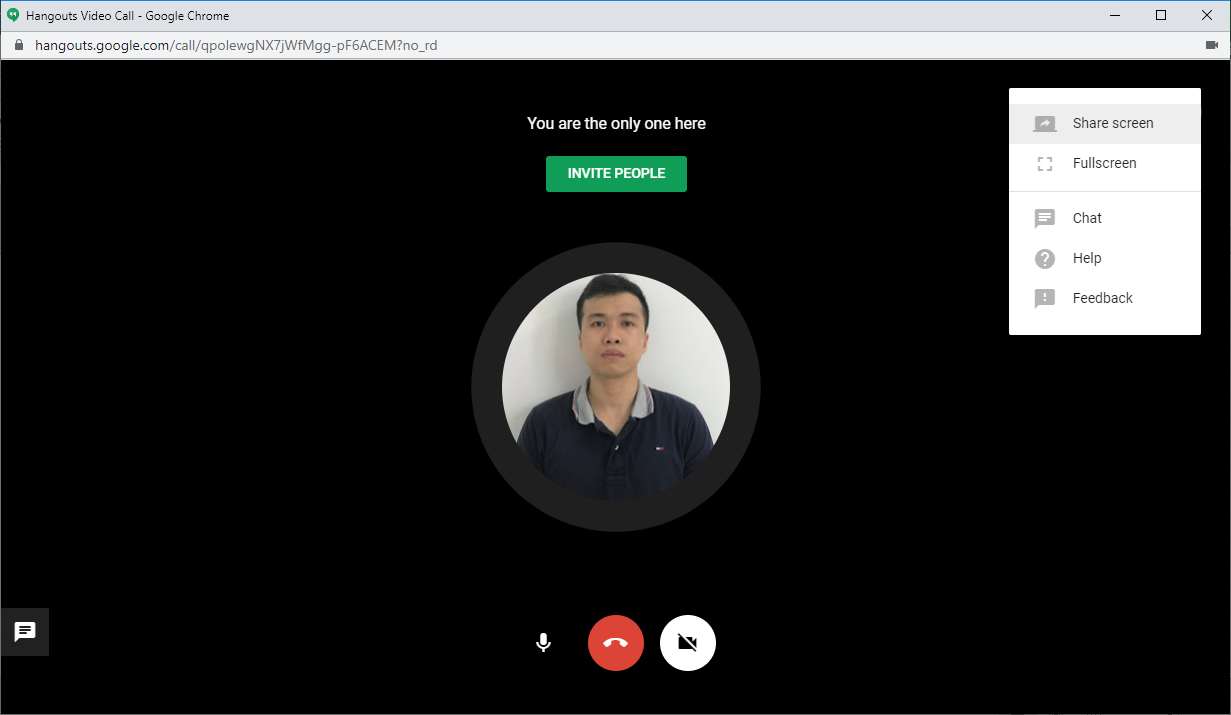 Hangouts Video Call - Google Chrome
hangouts.google.com/call/qpolewgNX7jWfMgg-pF6ACEM?no_rd
You are the only one here
INVITE PEOPLE
Share screen
Fullscreen
Chat
Help
Feedback